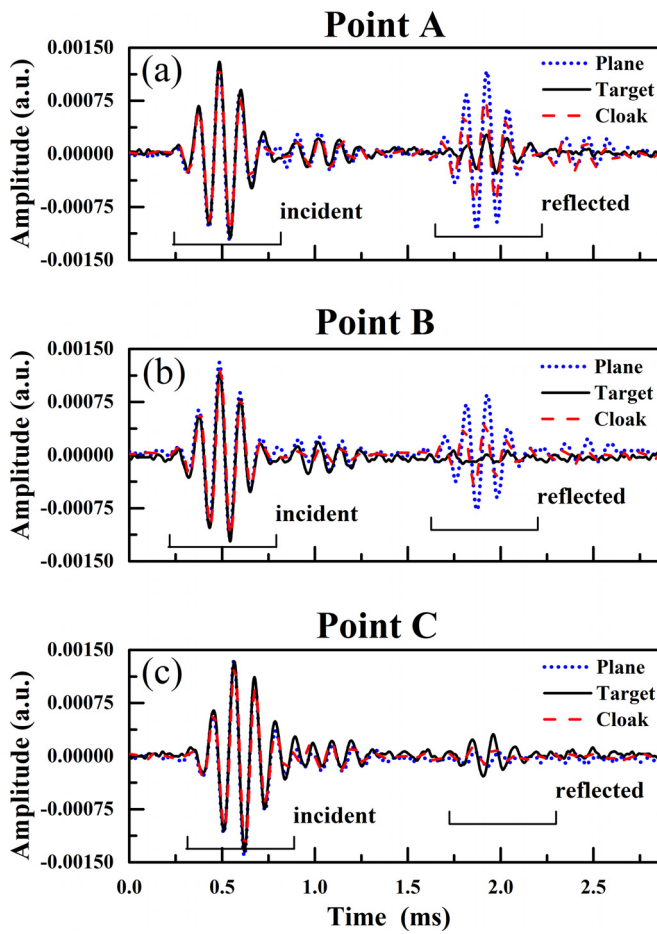 Point A
(a)
Plane
Target
Cloak
0.00150
0.00075
0.00000
-0.00075
-0.00150
Amplitude (a.u.)
incident
reflected
Point B
(b)
Plane
Target
Cloak
0.00150
0.00075
0.00000
-0.00075
-0.00150
Amplitude (a.u.)
incident
reflected
Point C
(c)
Plane
Target
Cloak
0.00150
0.00075
0.00000
-0.00075
-0.00150
Amplitude (a.u.)
incident
reflected
0.0 0.5 1.0 1.5 2.0 2.5
Time (ms)